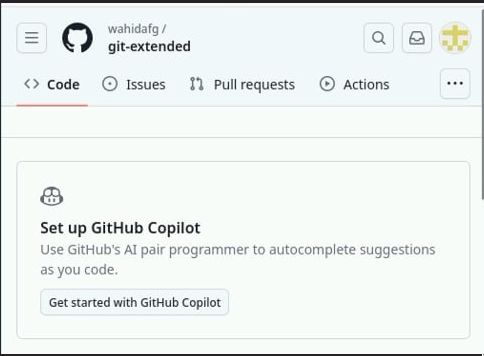 wahidafg /
git-extended
Code Issues Pull requests Actions
Set up GitHub Copilot
Use GitHub's AI pair programmer to autocomplete suggestions
as you code.
Get started with GitHub Copilot